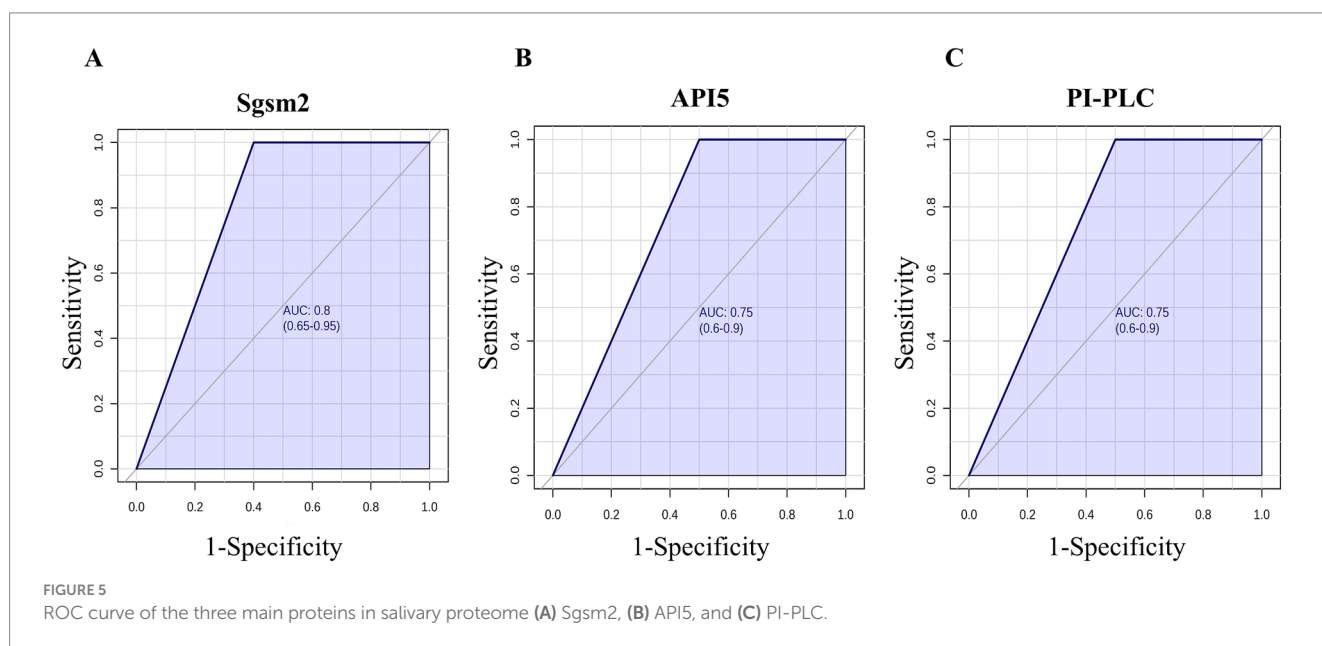 A
Sgsm2
1.0
0.8
0.6
0.4
0.2
0.0
Sensitivity
AUC: 0.8
(0.65-0.95)
0.0 0.2 0.4 0.6 0.8 1.0
1-Specificity
B
API5
1.0
0.8
0.6
0.4
0.2
0.0
Sensitivity
AUC: 0.75
(0.6-0.9)
0.0 0.2 0.4 0.6 0.8 1.0
1-Specificity
C
PI-PLC
1.0
0.8
0.6
0.4
0.2
0.0
Sensitivity
AUC: 0.75
(0.6-0.9)
0.0 0.2 0.4 0.6 0.8 1.0
1-Specificity
FIGURE 5
ROC curve of the three main proteins in salivary proteome (A) Sgsm2, (B) API5, and (C) PI-PLC.